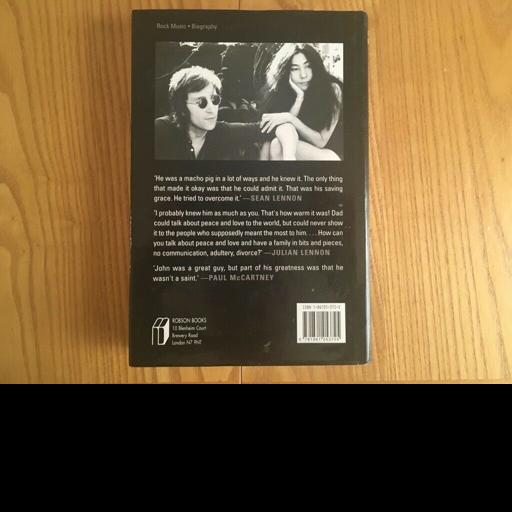 Rock Music • Biography
'He was a macho pig in a lot of ways and he knew it. The only thing
that made it okay was that he could admit it. That was his saving
grace. He tried to overcome it.' —SEAN LENNON
'I probably knew him as much as you. That's how warm it was! Dad
could talk about peace and love to the world, but could never show
it to the people who supposedly meant the most to him. . . . How can
you talk about peace and love and have a family in bits and pieces,
no communication, adultery, divorce?' —JULIAN LENNON
'John was a great guy, but part of his greatness was that he
wasn't a saint.' —PAUL McCARTNEY
ROBSON BOOKS
10 Blenheim Court
Brewery Road
London N7 9NT
ISBN